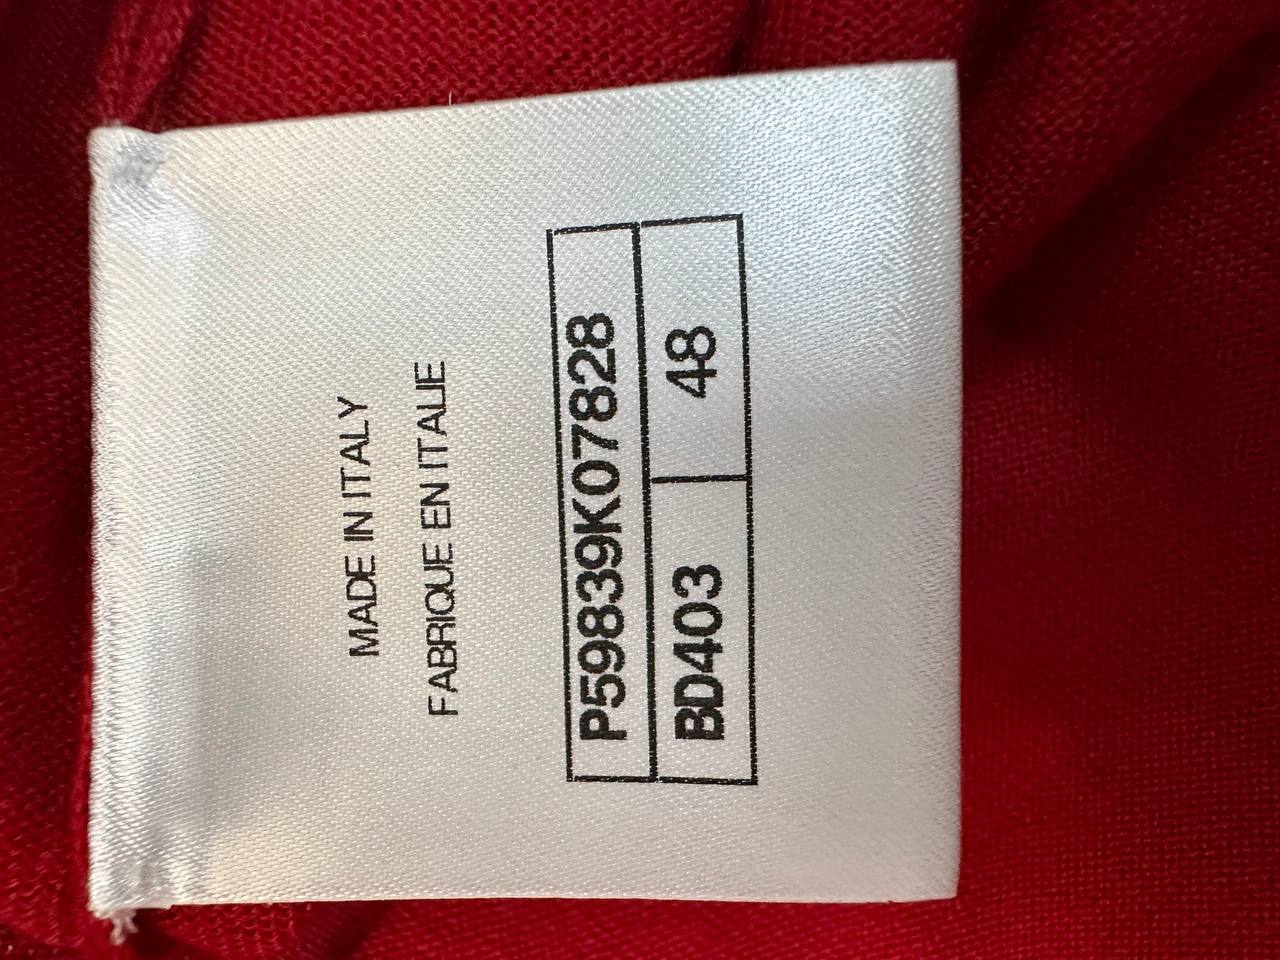 MADE IN ITALY
FABRIQUE EN ITALIE
P59839K07828
BD403 48